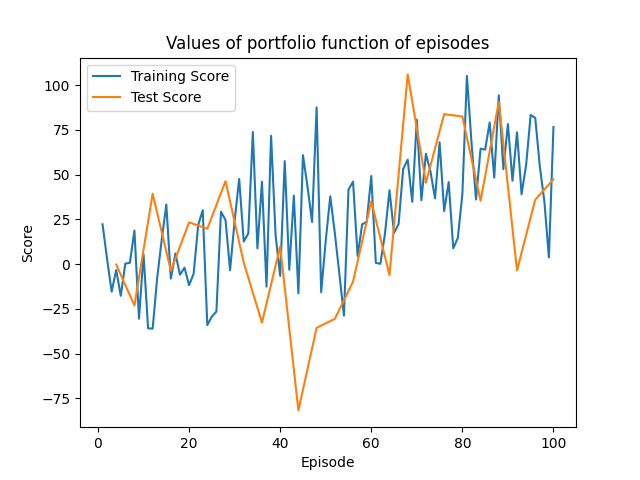 Values of portfolio function of episodes
Training Score
Test Score
100
75
50
25
0
−25
−50
−75
Score
0
20
40
60
80
100
Episode